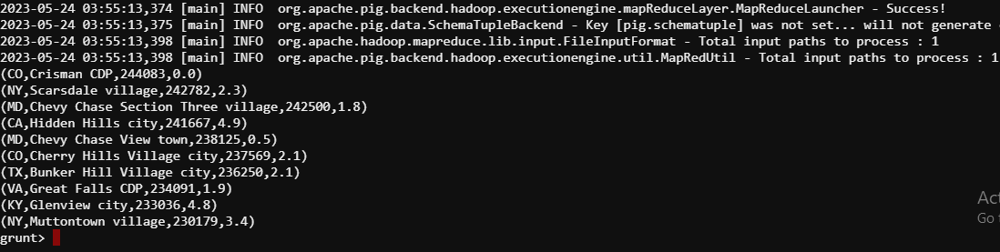 2023-05-24 03:55:13,374 [main] INFO  org.apache.pig.backend.hadoop.executionengine.mapReduceLayer.MapReduceLauncher - Success!
2023-05-24 03:55:13,375 [main] INFO  org.apache.pig.data.SchemaTupleBackend - Key [pig.schematuple] was not set... will not generate
2023-05-24 03:55:13,398 [main] INFO  org.apache.hadoop.mapreduce.lib.input.FileInputFormat - Total input paths to process : 1
2023-05-24 03:55:13,398 [main] INFO  org.apache.pig.backend.hadoop.executionengine.util.MapRedUtil - Total input paths to process : 1
(CO,Crisman CDP,244083,0.0)
(NY,Scarsdale village,242782,2.3)
(MD,Chevy Chase Section Three village,242500,1.8)
(CA,Hidden Hills city,241667,4.9)
(MD,Chevy Chase View town,238125,0.5)
(CO,Cherry Hills Village city,237569,2.1)
(TX,Bunker Hill Village city,236250,2.1)
(VA,Great Falls CDP,234091,1.9)
(KY,Glenview city,233036,4.8)
(NY,Muttontown village,230179,3.4)
grunt>
Act
Go